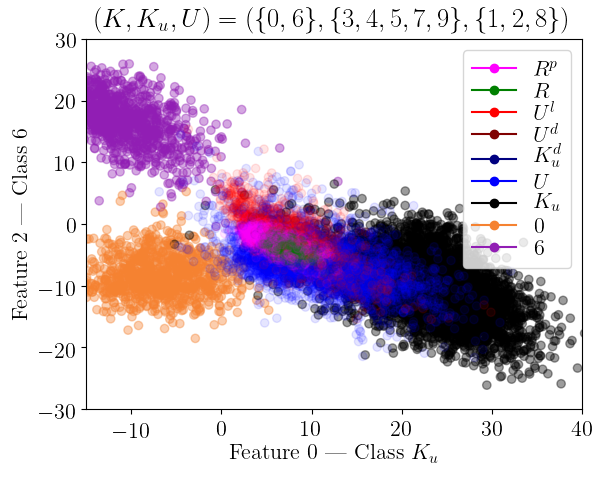 (K, K_u, U) = ({0, 6}, {3, 4, 5, 7, 9}, {1, 2, 8})
30
20
10
0
−10
−20
−30
Feature 2 — Class 6
R^p
R
U^l
U^d
K_u^d
U
K_u
0
6
−10
0
10
20
30
40
Feature 0 — Class K_u